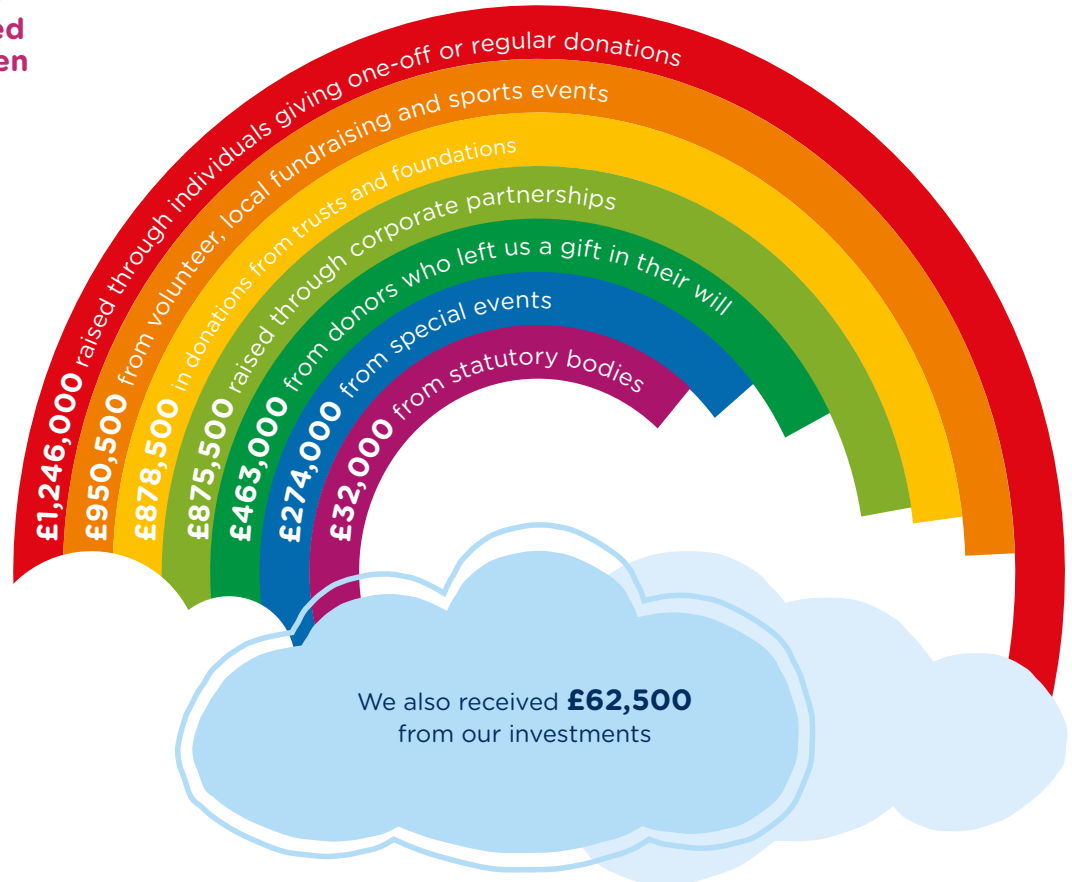 ed
en
£1,246,000 raised through individuals giving one-off or regular donations
£950,500 from volunteer, local fundraising and sports events
£878,500 in donations from trusts and foundations
£875,500 raised through corporate partnerships
£463,000 from donors who left us a gift in their will
£274,000 from special events
£32,000 from statutory bodies
We also received £62,500
from our investments